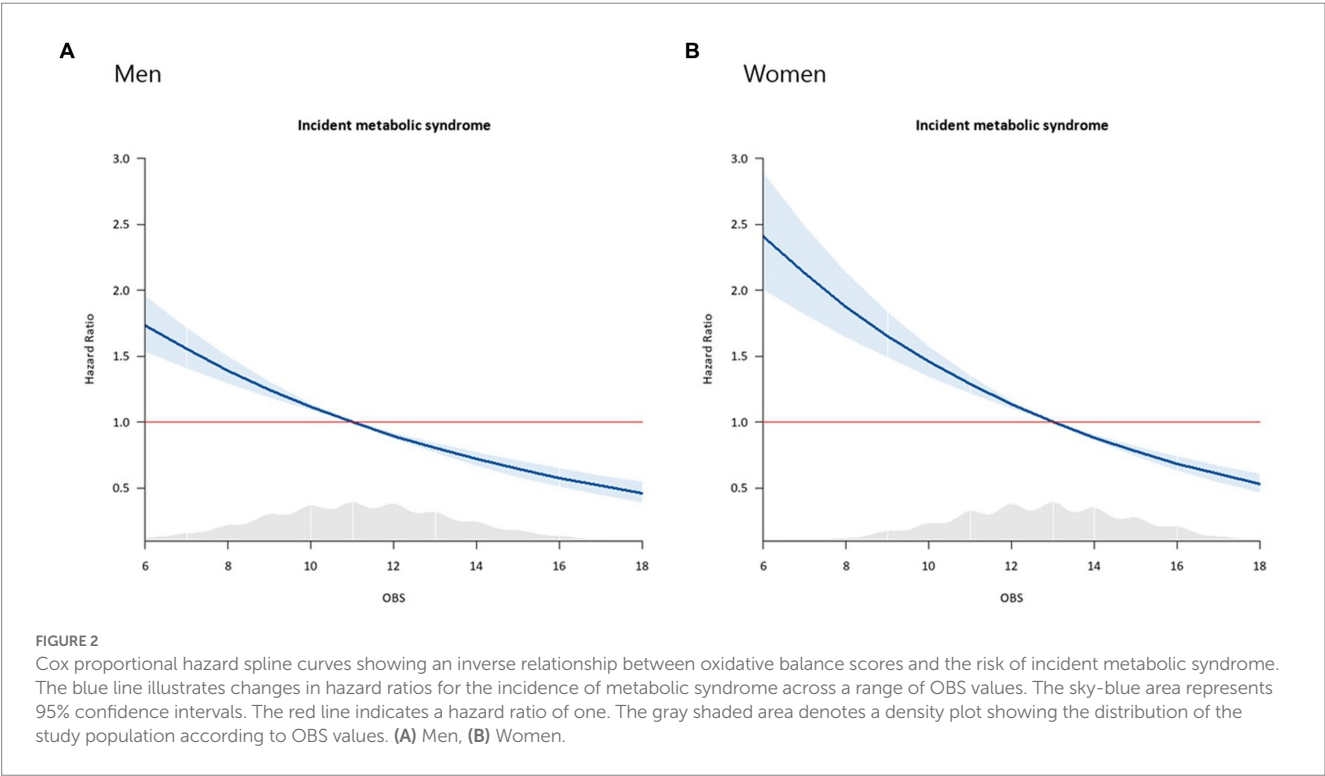 A
Men
Incident metabolic syndrome
3.0
2.5
2.0
1.5
1.0
0.5
Hazard Ratio
6 8 10 12 14 16 18
OBS
B
Women
Incident metabolic syndrome
3.0
2.5
2.0
1.5
1.0
0.5
Hazard Ratio
6 8 10 12 14 16 18
OBS
FIGURE 2
Cox proportional hazard spline curves showing an inverse relationship between oxidative balance scores and the risk of incident metabolic syndrome.
The blue line illustrates changes in hazard ratios for the incidence of metabolic syndrome across a range of OBS values. The sky-blue area represents
95% confidence intervals. The red line indicates a hazard ratio of one. The gray shaded area denotes a density plot showing the distribution of the
study population according to OBS values. (A) Men, (B) Women.